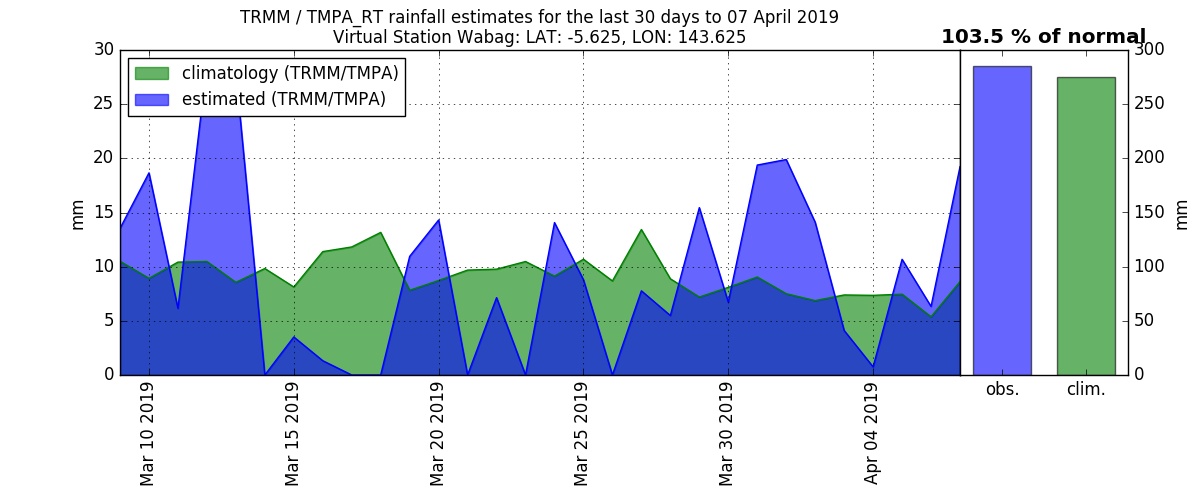 TRMM / TMPA_RT rainfall estimates for the last 30 days to 07 April 2019
Virtual Station Wabag: LAT: -5.625, LON: 143.625
103.5 % of normal
climatology (TRMM/TMPA)
estimated (TRMM/TMPA)
30
25
20
15
10
5
0
mm
300
250
200
150
100
50
0
mm
Mar 10 2019
Mar 15 2019
Mar 20 2019
Mar 25 2019
Mar 30 2019
Apr 04 2019
obs.
clim.